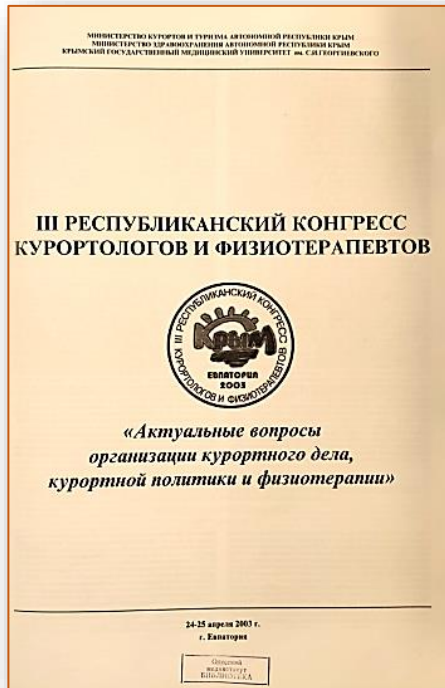 МИНИСТЕРСТВО КУРОРТОВ И ТУРИЗМА АВТОНОМНОЙ РЕСПУБЛИКИ КРЫМ
МИНИСТЕРСТВО ЗДРАВООХРАНЕНИЯ АВТОНОМНОЙ РЕСПУБЛИКИ КРЫМ
КРЫМСКИЙ ГОСУДАРСТВЕННЫЙ МЕДИЦИНСКИЙ УНИВЕРСИТЕТ им. С.И.ГЕОРГИЕВСКОГО
III РЕСПУБЛИКАНСКИЙ КОНГРЕСС
КУРОРТОЛОГОВ И ФИЗИОТЕРАПЕВТОВ
III РЕСПУБЛИКАНСКИЙ КОНГРЕСС
КУРОРТОЛОГОВ И ФИЗИОТЕРАПЕВТОВ
КРЫМ
ЕВПАТОРИЯ
2003
«Актуальные вопросы
организации курортного дела,
курортной политики и физиотерапии»
24-25 апреля 2003 г.
г. Евпатория
БИБЛИОТЕКА